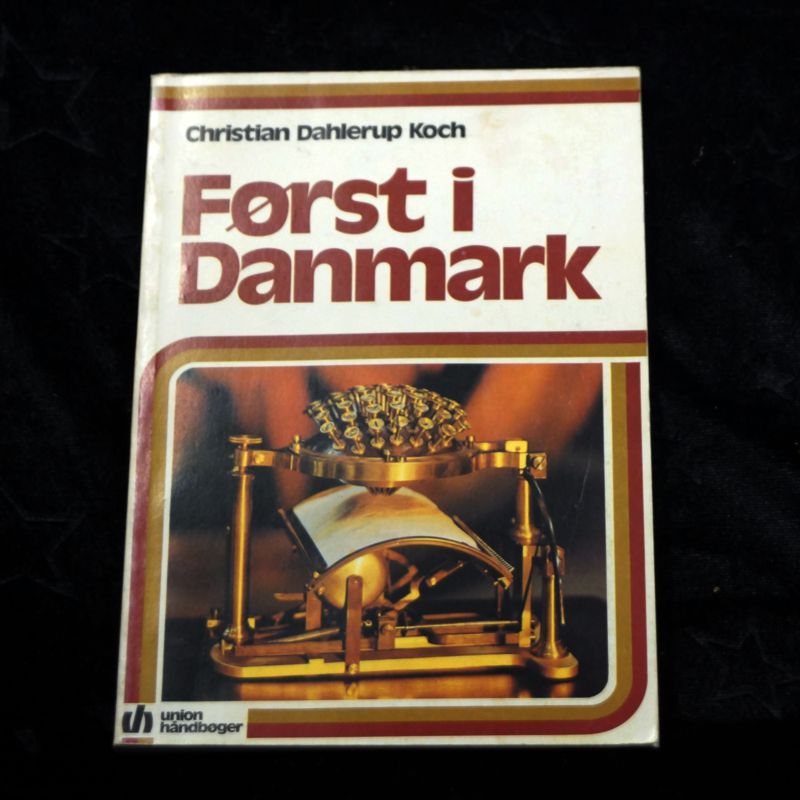 Christian Dahlerup Koch
Først i
Danmark
uh union
håndbøger